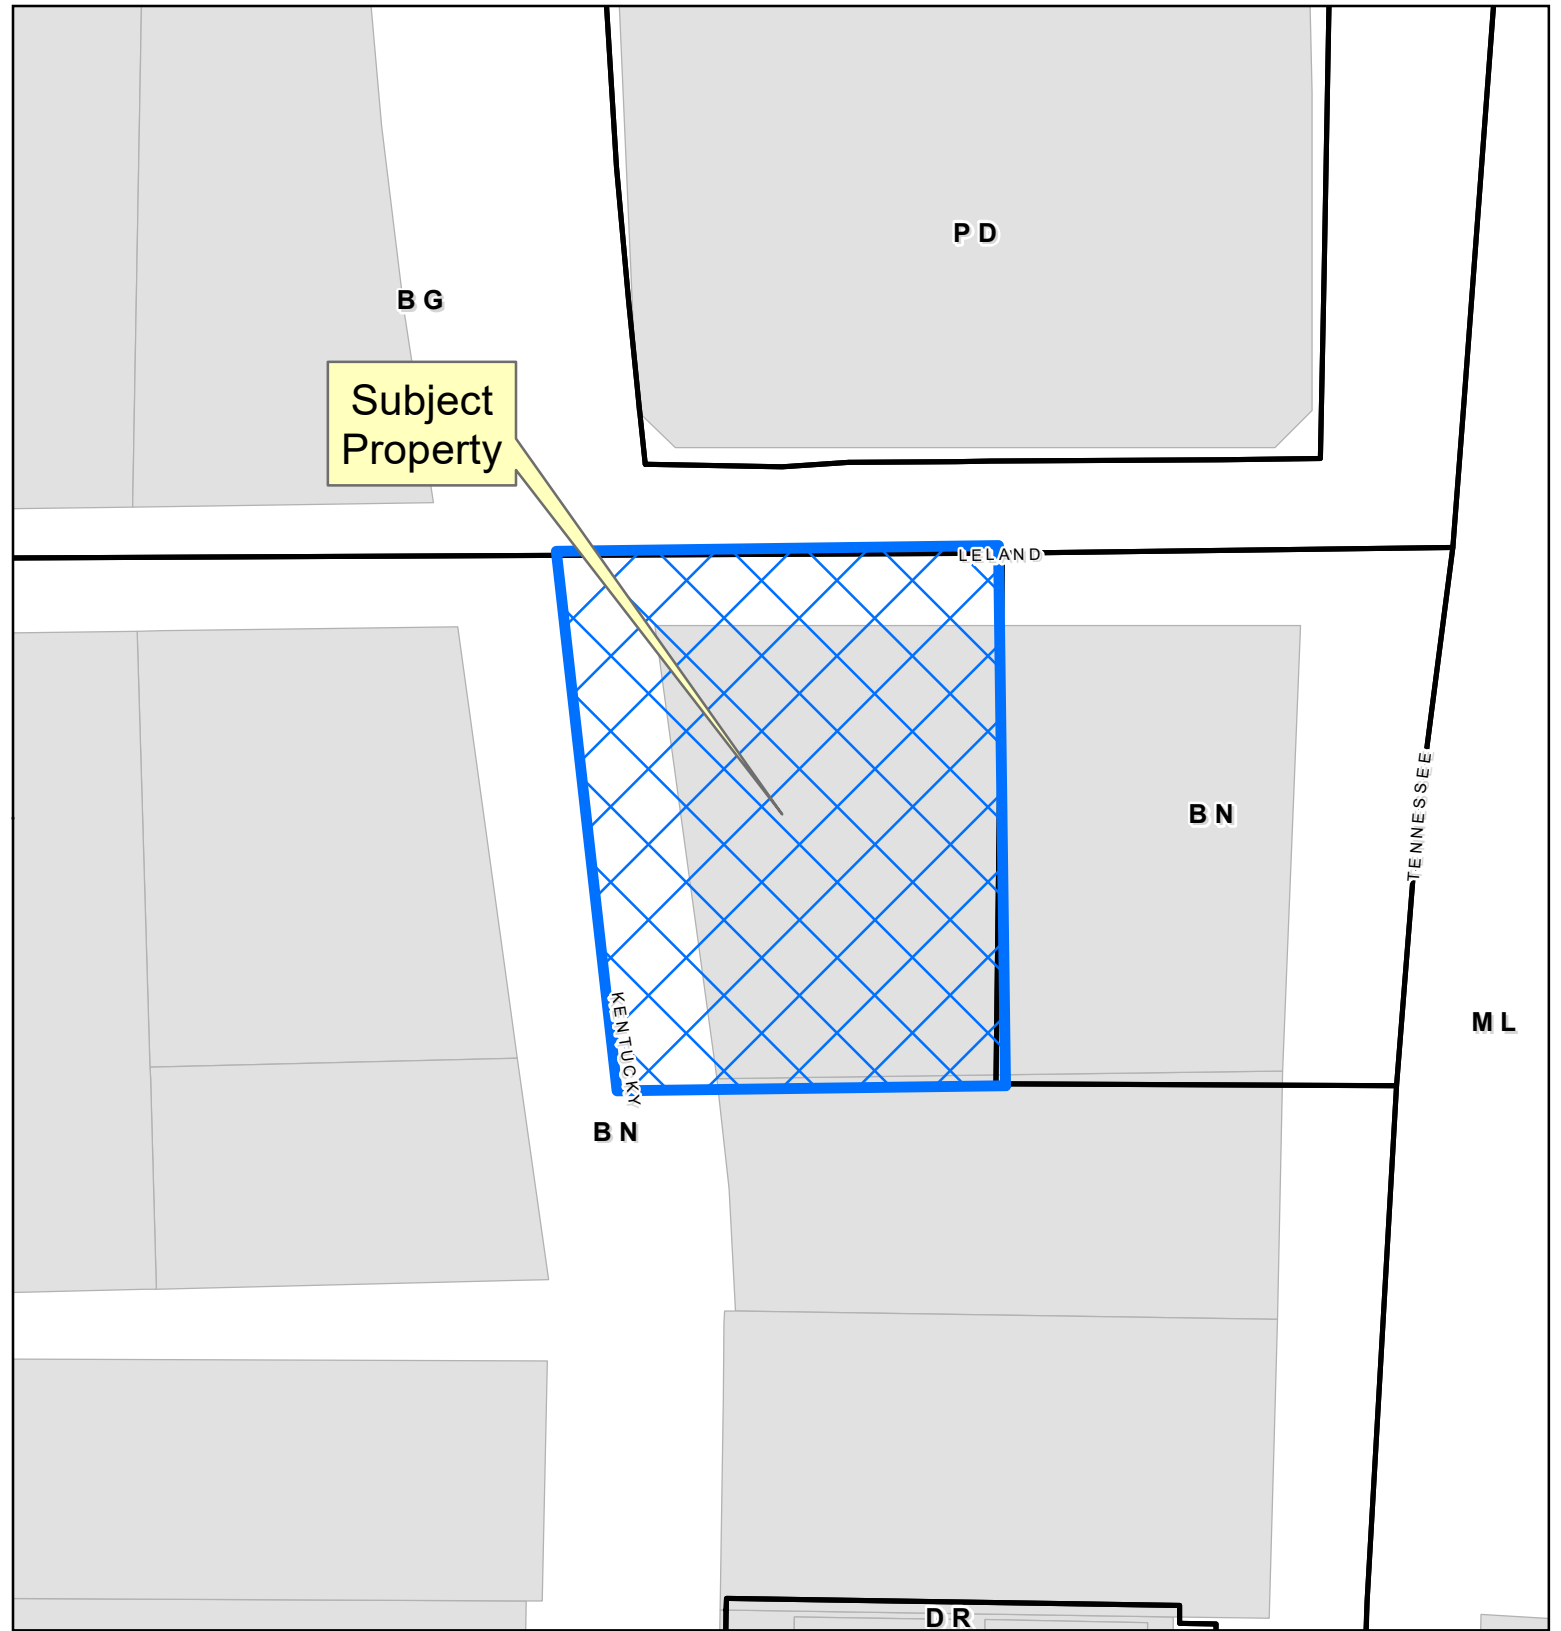 P D
B G
Subject
Property
LELAND
TENNESSEE
B N
KENTUCKY
M L
B N
D R